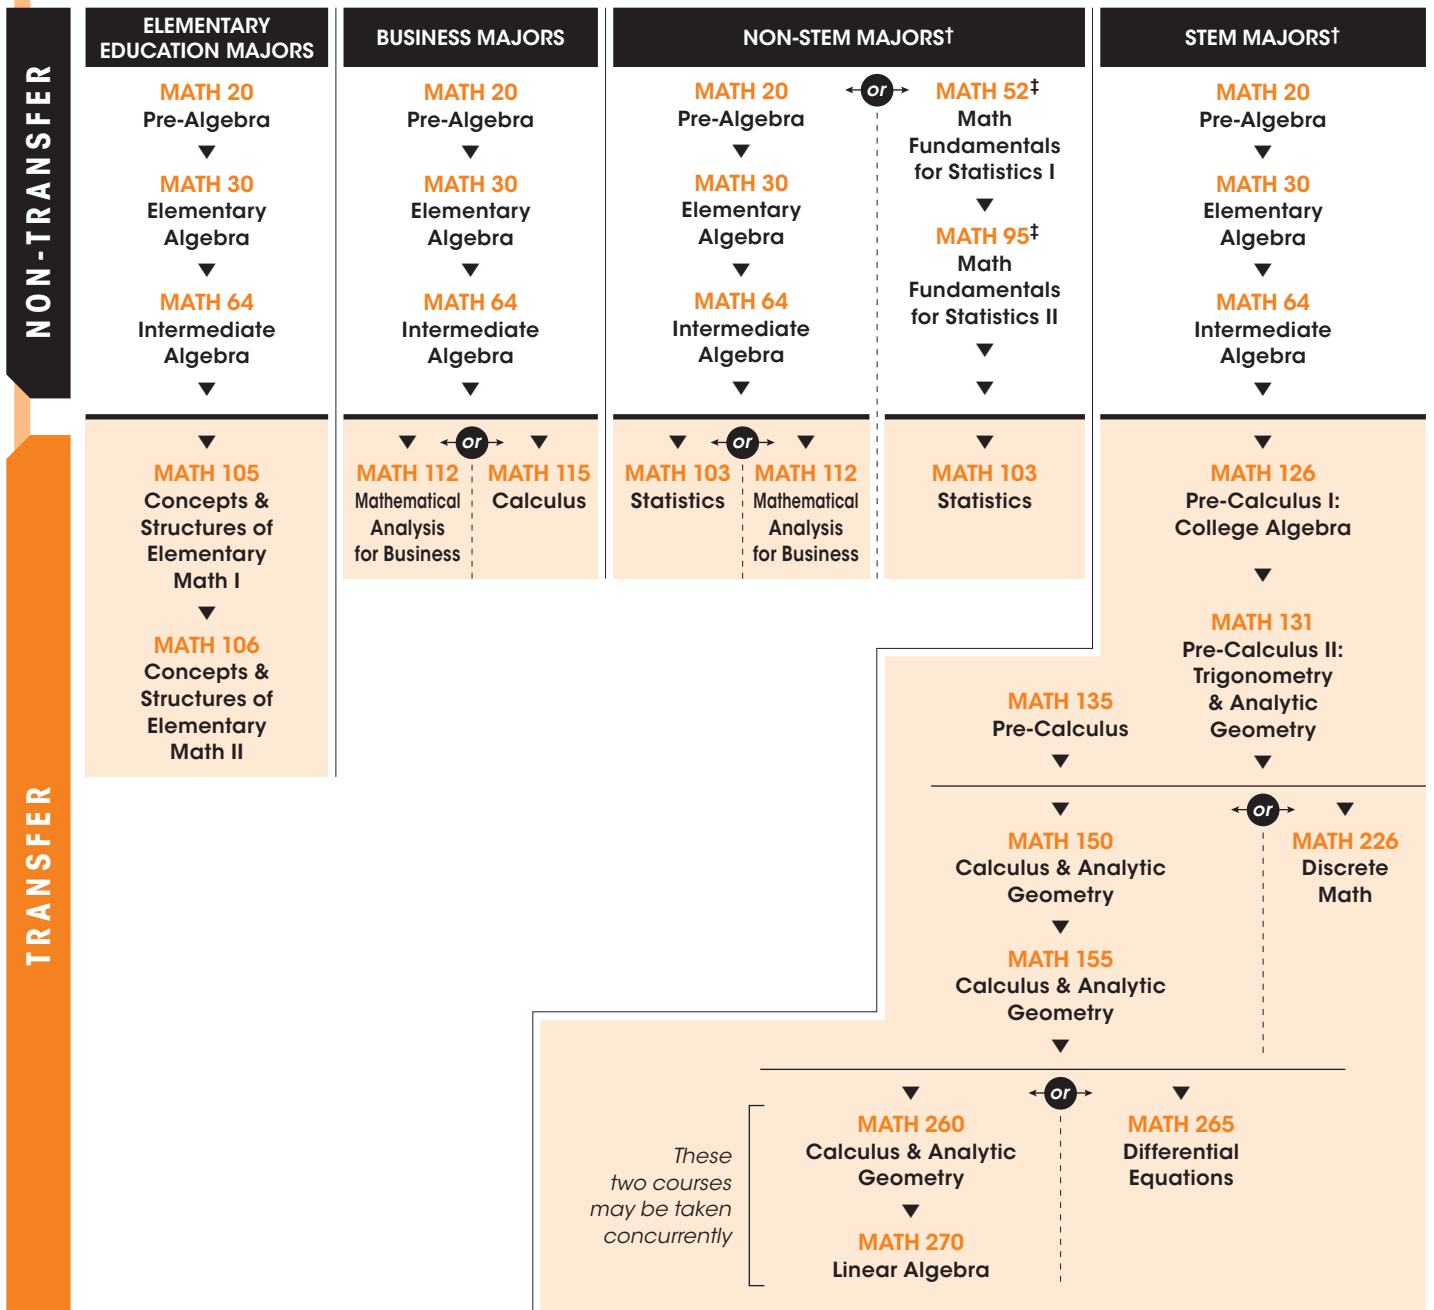 NON-TRANSFER
TRANSFER
ELEMENTARY
EDUCATION MAJORS
MATH 20
Pre-Algebra
MATH 30
Elementary
Algebra
MATH 64
Intermediate
Algebra
MATH 105
Concepts &
Structures of
Elementary
Math I
MATH 106
Concepts &
Structures of
Elementary
Math II
BUSINESS MAJORS
MATH 20
Pre-Algebra
MATH 30
Elementary
Algebra
MATH 64
Intermediate
Algebra
or
MATH 112
Mathematical
Analysis
for Business
MATH 115
Calculus
NON-STEM MAJORS†
MATH 20
Pre-Algebra
MATH 30
Elementary
Algebra
MATH 64
Intermediate
Algebra
or
MATH 103
Statistics
MATH 112
Mathematical
Analysis
for Business
or
MATH 52‡
Math
Fundamentals
for Statistics I
MATH 95‡
Math
Fundamentals
for Statistics II
MATH 103
Statistics
STEM MAJORS†
MATH 20
Pre-Algebra
MATH 30
Elementary
Algebra
MATH 64
Intermediate
Algebra
MATH 126
Pre-Calculus I:
College Algebra
MATH 131
Pre-Calculus II:
Trigonometry
& Analytic
Geometry
MATH 135
Pre-Calculus
or
MATH 150
Calculus & Analytic
Geometry
MATH 155
Calculus & Analytic
Geometry
MATH 226
Discrete
Math
or
These
two courses
may be taken
concurrently
MATH 260
Calculus & Analytic
Geometry
MATH 270
Linear Algebra
MATH 265
Differential
Equations